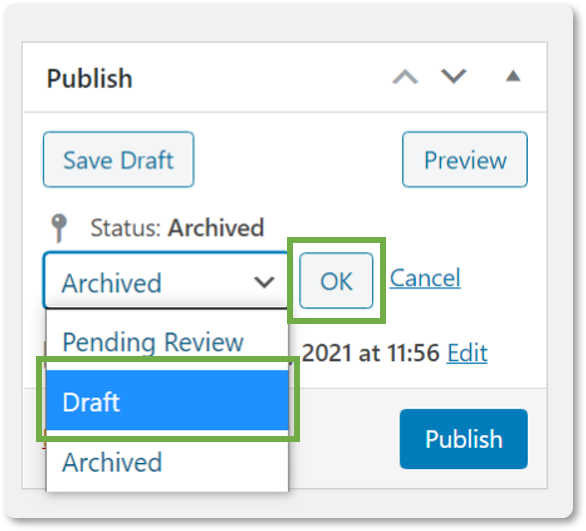 Publish
Save Draft
Preview
Status: Archived
Archived
OK
Cancel
Pending Review
2021 at 11:56 Edit
Draft
Archived
Publish